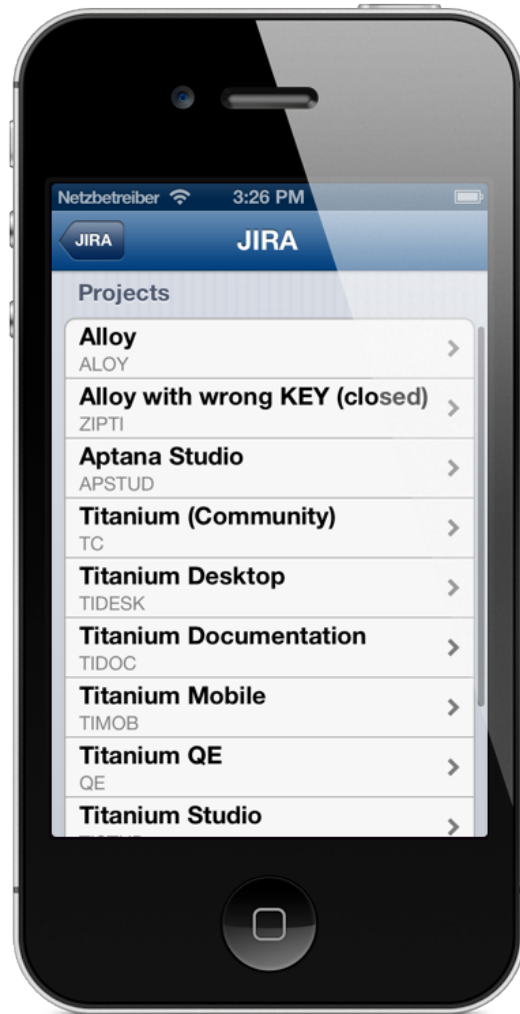 Netzbetreiber 3:26 PM
JIRA JIRA
Projects
Alloy
ALOY
Alloy with wrong KEY (closed)
ZIPTI
Aptana Studio
APSTUD
Titanium (Community)
TC
Titanium Desktop
TIDESK
Titanium Documentation
TIDOC
Titanium Mobile
TIMOB
Titanium QE
QE
Titanium Studio